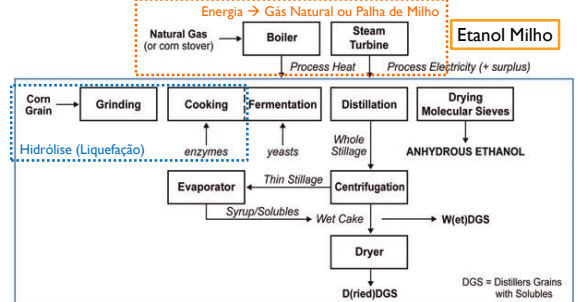 Energia → Gás Natural ou Palha de Milho
Etanol Milho
Natural Gas
(or corn stover)
Boiler
Steam
Turbine
Process Heat
Process Electricity (+ surplus)
Corn
Grain
Grinding
Cooking
Fermentation
Distillation
Drying
Molecular Sieves
Hidrólise (Liquefação)
enzymes
yeasts
Whole
Stillage
ANHYDROUS ETHANOL
Evaporator
Thin Stillage
Centrifugation
Syrup/Solubles
Wet Cake
W(et)DGS
Dryer
D(ried)DGS
DGS = Distillers Grains
with Solubles